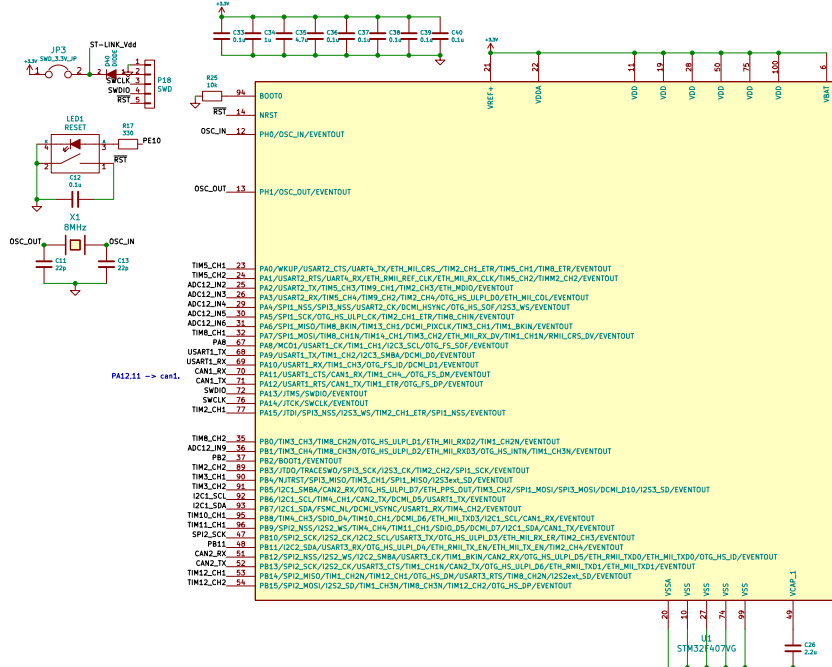 +3.3V
C33
0.1u
C34
1u
C35
4.7u
C36
0.1u
C37
0.1u
C38
0.1u
C39
0.1u
C40
0.1u
+3.3V
JP3
SWD_3.3V_JP
+3.3V
1
2
ST-LINK_Vdd
D40
DIODE
2
1
1
2
3
4
5
SWCLK
SWDIO
RST
P18
SWD
R25
10k
LED1
RESET
R17
330
PE10
4
3
2
1
RST
C12
0.1u
X1
8MHz
OSC_OUT
OSC_IN
C11
22p
C13
22p
PA12,11 -> can1.
21 VREF+
22 VDDA
11 VDD
19 VDD
28 VDD
50 VDD
75 VDD
100 VDD
6 VBAT
94 BOOT0
RST 14 NRST
OSC_IN 12 PH0/OSC_IN/EVENTOUT
OSC_OUT 13 PH1/OSC_OUT/EVENTOUT
TIM5_CH1 23 PA0/WKUP/USART2_CTS/UART4_TX/ETH_MII_CRS_/TIM2_CH1_ETR/TIM5_CH1/TIM8_ETR/EVENTOUT
TIM5_CH2 24 PA1/USART2_RTS/UART4_RX/ETH_RMII_REF_CLK/ETH_MII_RX_CLK/TIM5_CH2/TIMM2_CH2/EVENTOUT
ADC12_IN2 25 PA2/USART2_TX/TIM5_CH3/TIM9_CH1/TIM2_CH3/ETH_MDIO/EVENTOUT
ADC12_IN3 26 PA3/USART2_RX/TIM5_CH4/TIM9_CH2/TIM2_CH4/OTG_HS_ULPI_D0/ETH_MII_COL/EVENTOUT
ADC12_IN4 29 PA4/SPI1_NSS/SPI3_NSS/USART2_CK/DCMI_HSYNC/OTG_HS_SOF/I2S3_WS/EVENTOUT
ADC12_IN5 30 PA5/SPI1_SCK/OTG_HS_ULPI_CK/TIM2_CH1_ETR/TIM8_CHIN/EVENTOUT
ADC12_IN6 31 PA6/SPI1_MISO/TIM8_BKIN/TIM13_CH1/DCMI_PIXCLK/TIM3_CH1/TIM1_BKIN/EVENTOUT
TIM8_CH1 32 PA7/SPI1_MOSI/TIM8_CH1N/TIM14_CH1/TIM3_CH2/ETH_MII_RX_DV/TIM1_CH1N/RMII_CRS_DV/EVENTOUT
PA8 67 PA8/MCO1/USART1_CK/TIM1_CH1/I2C3_SCL/OTG_FS_SOF/EVENTOUT
USART1_TX 68 PA9/USART1_TX/TIM1_CH2/I2C3_SMBA/DCMI_D0/EVENTOUT
USART1_RX 69 PA10/USART1_RX/TIM1_CH3/OTG_FS_ID/DCMI_D1/EVENTOUT
CAN1_RX 70 PA11/USART1_CTS/CAN1_RX/TIM1_CH4/OTG_FS_DM/EVENTOUT
CAN1_TX 71 PA12/USART1_RTS/CAN1_TX/TIM1_ETR/OTG_FS_DP/EVENTOUT
SWDIO 72 PA13/JTMS/SWDIO/EVENTOUT
SWCLK 76 PA14/JTCK/SWCLK/EVENTOUT
TIM2_CH1 77 PA15/JTDI/SPI3_NSS/I2S3_WS/TIM2_CH1_ETR/SPI1_NSS/EVENTOUT
TIM8_CH2 35 PB0/TIM3_CH3/TIM8_CH2N/OTG_HS_ULPI_D1/ETH_MII_RXD2/TIM1_CH2N/EVENTOUT
ADC12_IN9 36 PB1/TIM3_CH4/TIM8_CH3N/OTG_HS_ULPI_D2/ETH_MII_RXD3/OTG_HS_INTN/TIM1_CH3N/EVENTOUT
PB2 37 PB2/BOOT1/EVENTOUT
TIM2_CH2 89 PB3/JTDO/TRACESWO/SPI3_SCK/I2S3_CK/TIM2_CH2/SPI1_SCK/EVENTOUT
TIM3_CH1 90 PB4/NJTRST/SPI3_MISO/TIM3_CH1/SPI1_MISO/I2S3ext_SD/EVENTOUT
TIM3_CH2 91 PB5/I2C1_SMBA/CAN2_RX/OTG_HS_ULPI_D7/ETH_PPS_OUT/TIM3_CH2/SPI1_MOSI/SPI3_MOSI/DCMI_D10/I2S3_SD/EVENTOUT
I2C1_SCL 92 PB6/I2C1_SCL/TIM4_CH1/CAN2_TX/DCMI_D5/USART1_TX/EVENTOUT
I2C1_SDA 93 PB7/I2C1_SDA/FSMC_NL/DCMI_VSYNC/USART1_RX/TIM4_CH2/EVENTOUT
TIM10_CH1 95 PB8/TIM4_CH3/SDIO_D4/TIM10_CH1/DCMI_D6/ETH_MII_TXD3/I2C1_SCL/CAN1_RX/EVENTOUT
TIM11_CH1 96 PB9/SPI2_NSS/I2S2_WS/TIM4_CH4/TIM11_CH1/SDIO_D5/DCMI_D7/I2C1_SDA/CAN1_TX/EVENTOUT
SPI2_SCK 47 PB10/SPI2_SCK/I2S2_CK/I2C2_SCL/USART3_TX/OTG_HS_ULPI_D3/ETH_MII_RX_ER/TIM2_CH3/EVENTOUT
PB11 48 PB11/I2C2_SDA/USART3_RX/OTG_HS_ULPI_D4/ETH_RMII_TX_EN/ETH_MII_TX_EN/TIM2_CH4/EVENTOUT
CAN2_RX 51 PB12/SPI2_NSS/I2S2_WS/I2C2_SMBA/USART3_CK/TIM1_BKIN/CAN2_RX/OTG_HS_ULPI_D5/ETH_RMII_TXD0/ETH_MII_TXD0/OTG_HS_ID/EVENTOUT
CAN2_TX 52 PB13/SPI2_SCK/I2S2_CK/USART3_CTS/TIM1_CH1N/CAN2_TX/OTG_HS_ULPI_D6/ETH_RMII_TXD1/ETH_MII_TXD1/EVENTOUT
TIM12_CH1 53 PB14/SPI2_MISO/TIM1_CH2N/TIM12_CH1/OTG_HS_DM/USART3_RTS/TIM8_CH2N/I2S2ext_SD/EVENTOUT
TIM12_CH2 54 PB15/SPI2_MOSI/I2S2_SD/TIM1_CH3N/TIM8_CH3N/TIM12_CH2/OTG_HS_DP/EVENTOUT
VSSA 20
VSS 10
VSS 27
VSS 74
VSS 99
VCAP_1 49
U1
STM32F407VG
C26
2.2u